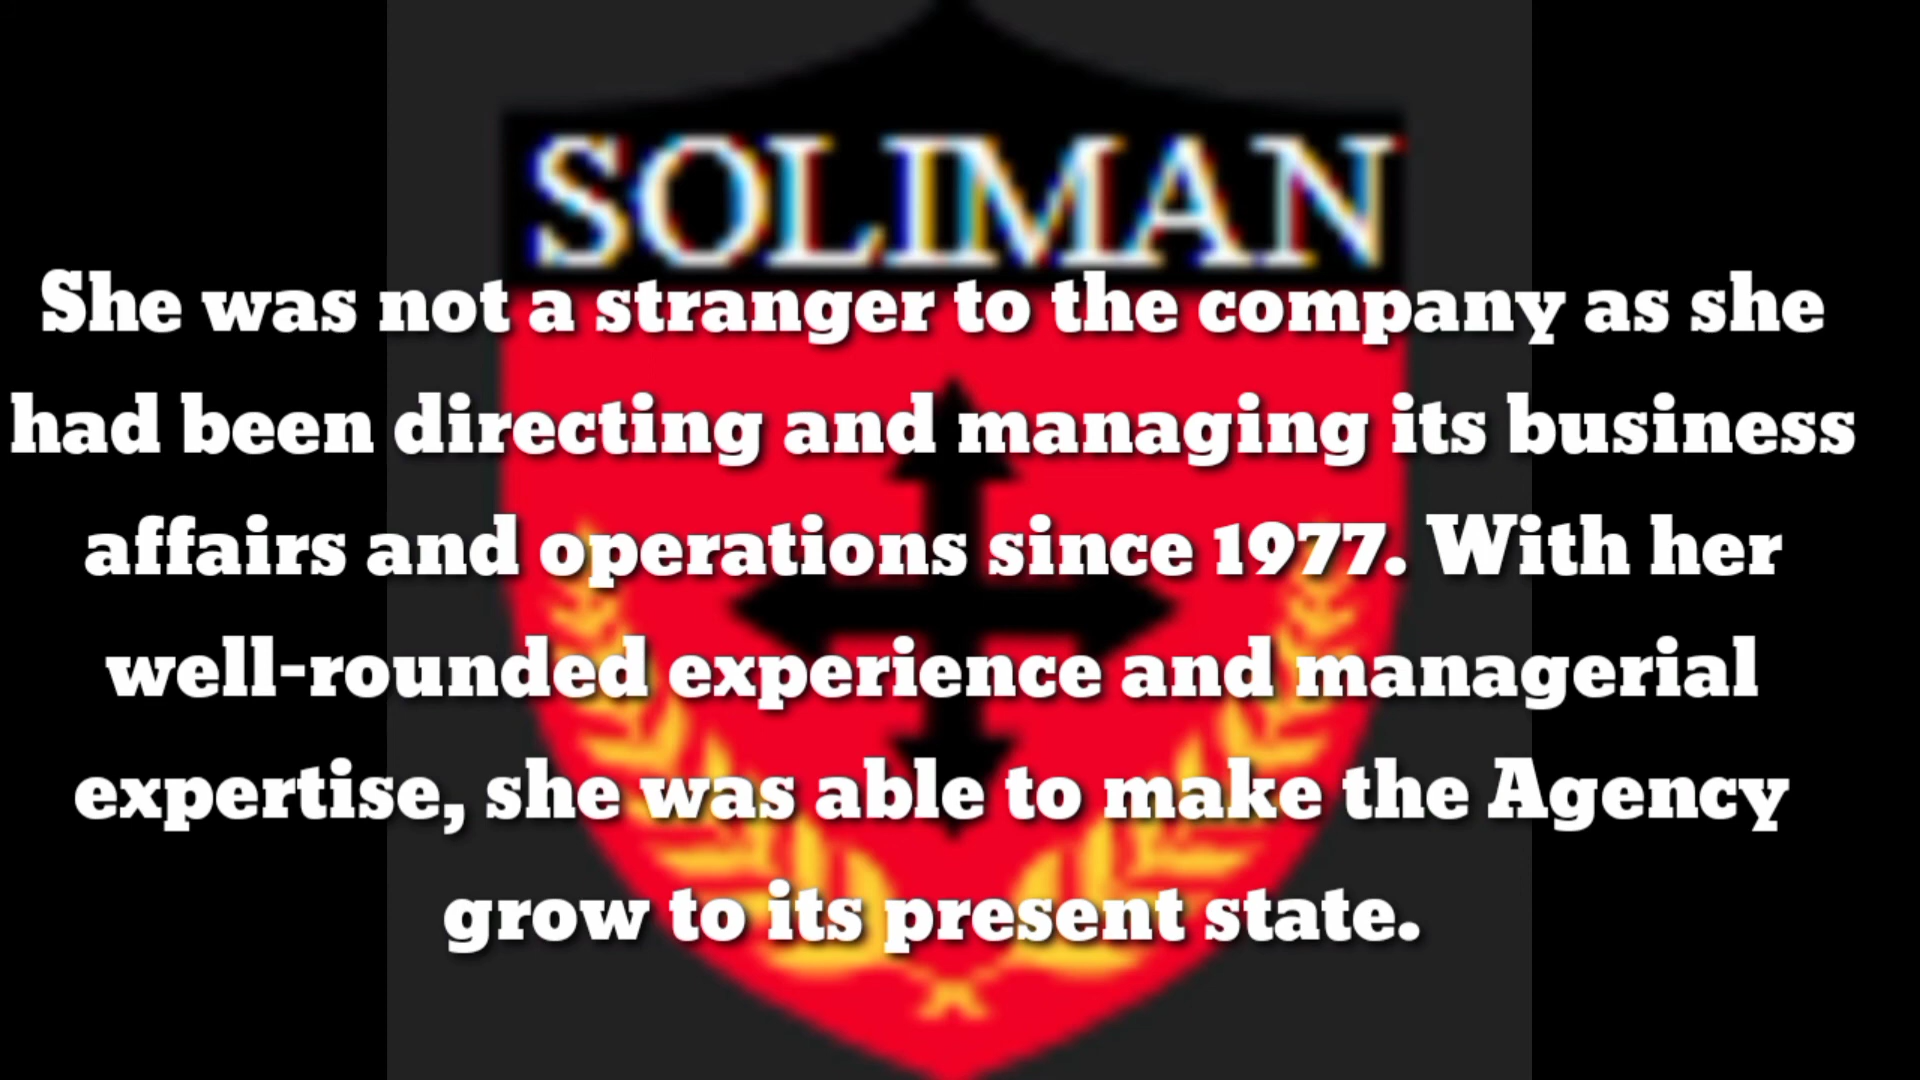 SOLIMAN
She was not a stranger to the company as she
had been directing and managing its business
affairs and operations since 1977. With her
well-rounded experience and managerial
expertise, she was able to make the Agency
grow to its present state.